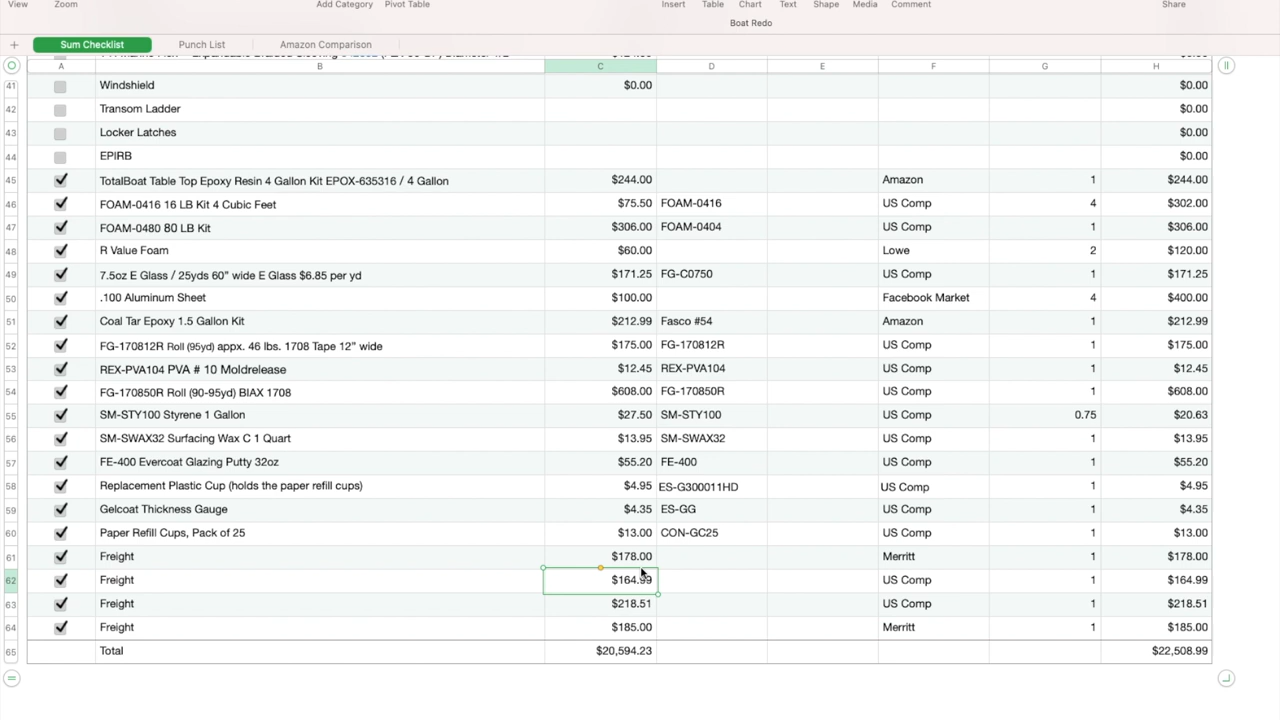 View Zoom Add Category Pivot Table Insert Table Chart Text Shape Media Comment Share
Boat Redo
+ Sum Checklist Punch List Amazon Comparison
A B C D E F G H
41 Windshield $0.00 $0.00
42 Transom Ladder $0.00
43 Locker Latches $0.00
44 EPIRB $0.00
45 TotalBoat Table Top Epoxy Resin 4 Gallon Kit EPOX-635316 / 4 Gallon $244.00 Amazon 1 $244.00
46 FOAM-0416 16 LB Kit 4 Cubic Feet $75.50 FOAM-0416 US Comp 4 $302.00
47 FOAM-0480 80 LB Kit $306.00 FOAM-0404 US Comp 1 $306.00
48 R Value Foam $60.00 Lowe 2 $120.00
49 7.5oz E Glass / 25yds 60" wide E Glass $6.85 per yd $171.25 FG-C0750 US Comp 1 $171.25
50 .100 Aluminum Sheet $100.00 Facebook Market 4 $400.00
51 Coal Tar Epoxy 1.5 Gallon Kit $212.99 Fasco #54 Amazon 1 $212.99
52 FG-170812R Roll (95yd) appx. 46 lbs. 1708 Tape 12” wide $175.00 FG-170812R US Comp 1 $175.00
53 REX-PVA104 PVA # 10 Moldrelease $12.45 REX-PVA104 US Comp 1 $12.45
54 FG-170850R Roll (90-95yd) BIAX 1708 $608.00 FG-170850R US Comp 1 $608.00
55 SM-STY100 Styrene 1 Gallon $27.50 SM-STY100 US Comp 0.75 $20.63
56 SM-SWAX32 Surfacing Wax C 1 Quart $13.95 SM-SWAX32 US Comp 1 $13.95
57 FE-400 Evercoat Glazing Putty 32oz $55.20 FE-400 US Comp 1 $55.20
58 Replacement Plastic Cup (holds the paper refill cups) $4.95 ES-G300011HD US Comp 1 $4.95
59 Gelcoat Thickness Gauge $4.35 ES-GG US Comp 1 $4.35
60 Paper Refill Cups, Pack of 25 $13.00 CON-GC25 US Comp 1 $13.00
61 Freight $178.00 Merritt 1 $178.00
62 Freight $164.99 US Comp 1 $164.99
63 Freight $218.51 US Comp 1 $218.51
64 Freight $185.00 Merritt 1 $185.00
65 Total $20,594.23 $22,508.99